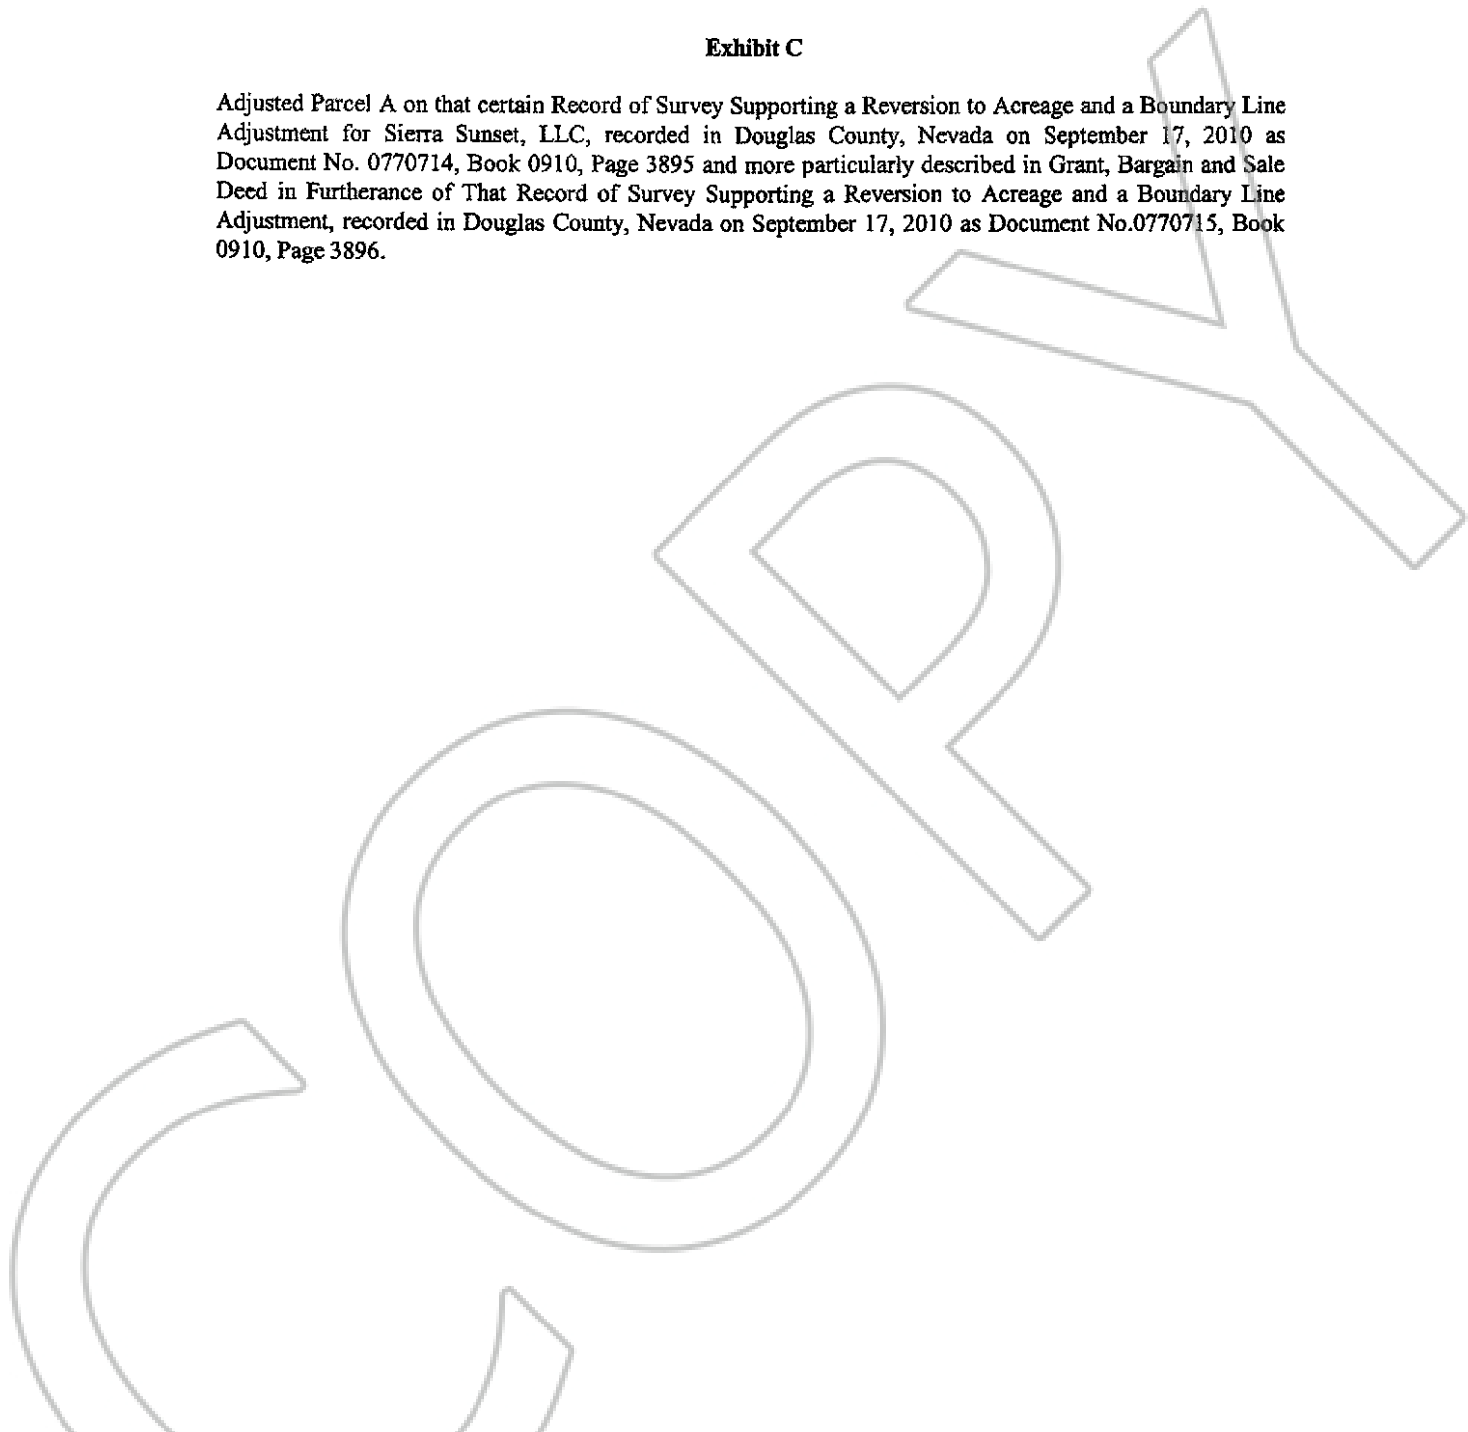 Exhibit C
Adjusted Parcel A on that certain Record of Survey Supporting a Reversion to Acreage and a Boundary Line
Adjustment for Sierra Sunset, LLC, recorded in Douglas County, Nevada on September 17, 2010 as
Document No. 0770714, Book 0910, Page 3895 and more particularly described in Grant, Bargain and Sale
Deed in Furtherance of That Record of Survey Supporting a Reversion to Acreage and a Boundary Line
Adjustment, recorded in Douglas County, Nevada on September 17, 2010 as Document No.0770715, Book
0910, Page 3896.
COPY